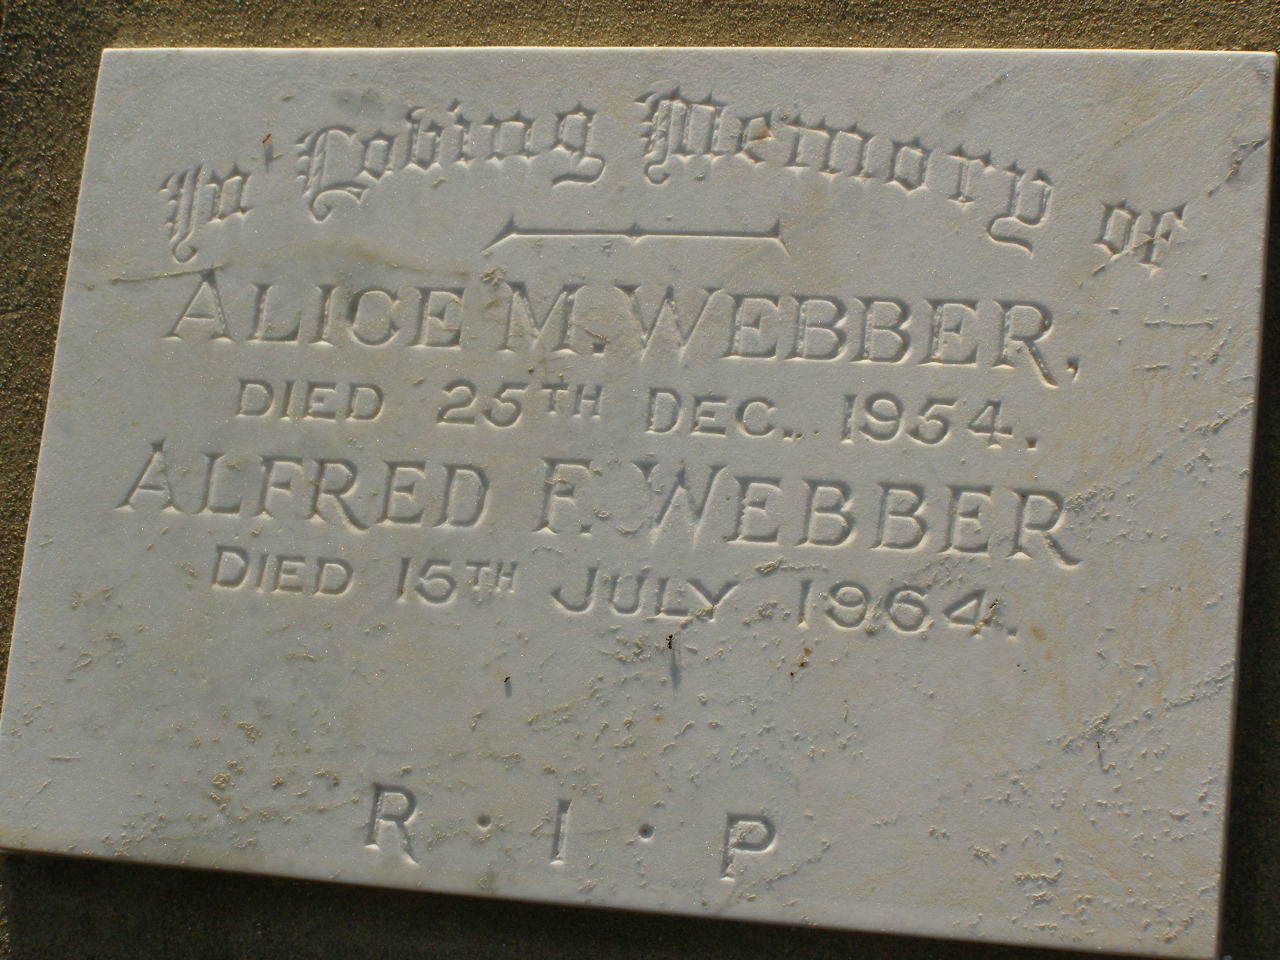 In Loving Memory of
ALICE M. WEBBER,
DIED 25TH DEC. 1954.
ALFRED F. WEBBER
DIED 15TH JULY 1964.
R · I · P